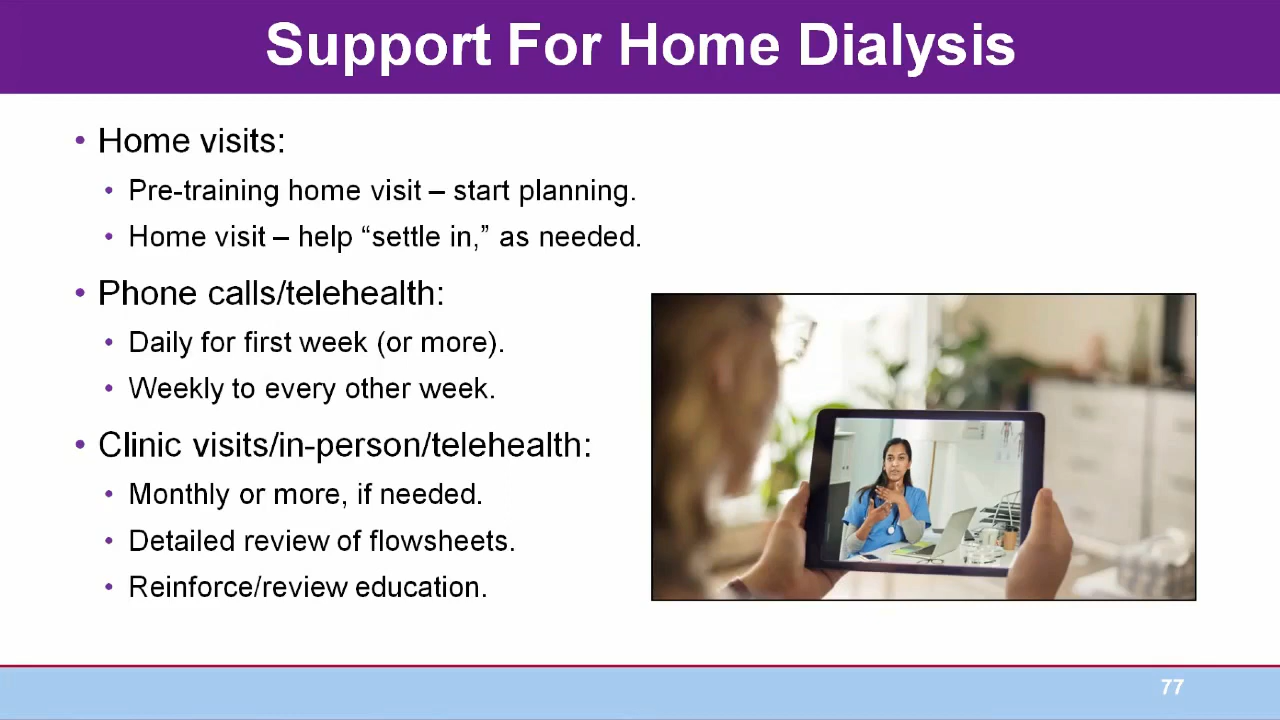 Support For Home Dialysis
• Home visits:
• Pre-training home visit – start planning.
• Home visit – help “settle in,” as needed.
• Phone calls/telehealth:
• Daily for first week (or more).
• Weekly to every other week.
• Clinic visits/in-person/telehealth:
• Monthly or more, if needed.
• Detailed review of flowsheets.
• Reinforce/review education.
77